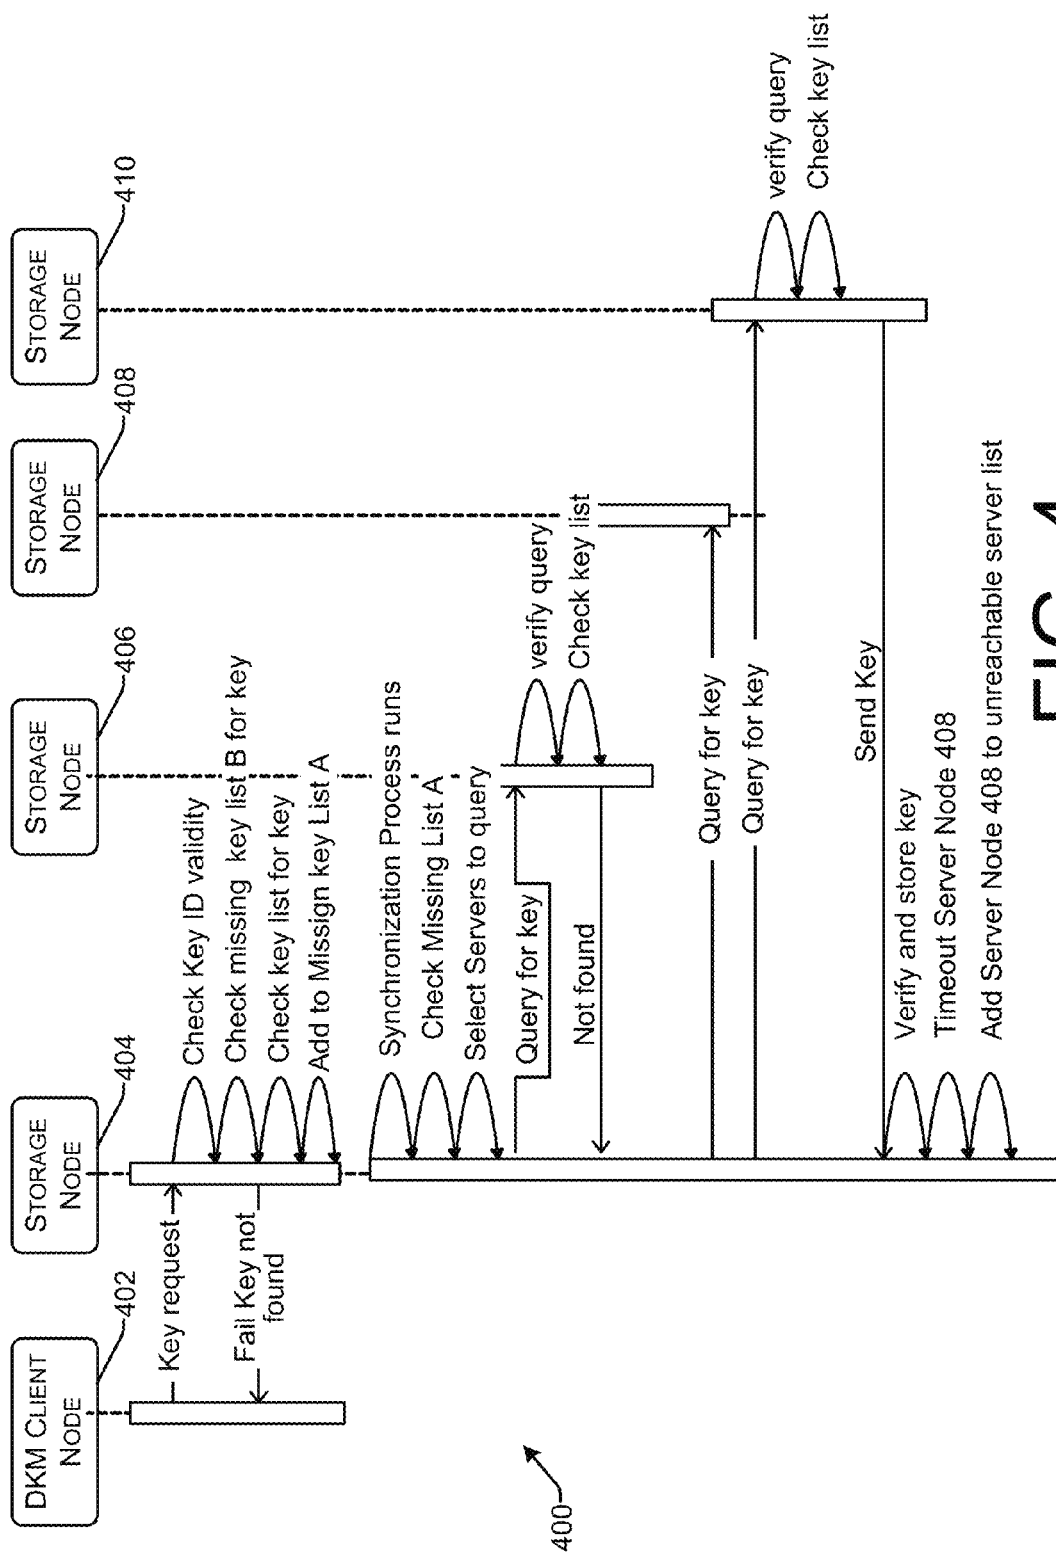 DKM CLIENT
NODE
402
STORAGE
NODE
404
STORAGE
NODE
406
STORAGE
NODE
408
STORAGE
NODE
410
Key request
Check Key ID validity
Check missing key list B for key
Fail Key not
found
Check key list for key
Add to Missign key List A
Synchronization Process runs
Check Missing List A
Select Servers to query
Query for key
verify query
Check key list
Not found
Query for key
Query for key
verify query
Check key list
Send Key
Verify and store key
Timeout Server Node 408
Add Server Node 408 to unreachable server list
400
FIG. 4